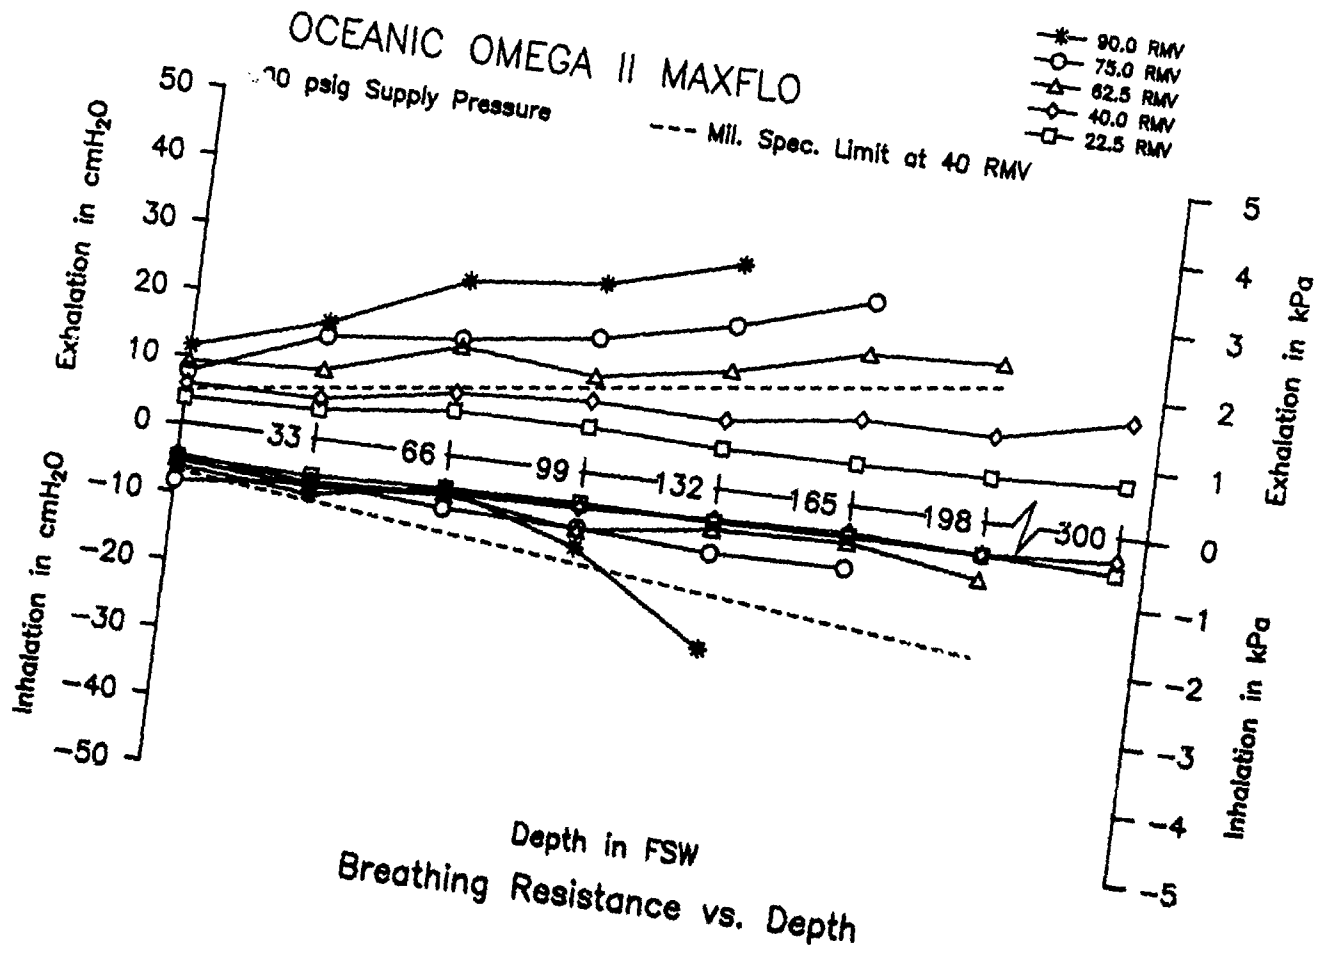 OCEANIC OMEGA II MAXFLO
psig Supply Pressure
--- Mil. Spec. Limit at 40 RMV
90.0 RMV
75.0 RMV
62.5 RMV
40.0 RMV
22.5 RMV
Exhalation in cmH₂O
Inhalation in cmH₂O
50
40
30
20
10
0
-10
-20
-30
-40
-50
33 66 99 132 165 198 300
5
4
3
2
1
0
-1
-2
-3
-4
-5
Exhalation in kPa
Inhalation in kPa
Depth in FSW
Breathing Resistance vs. Depth